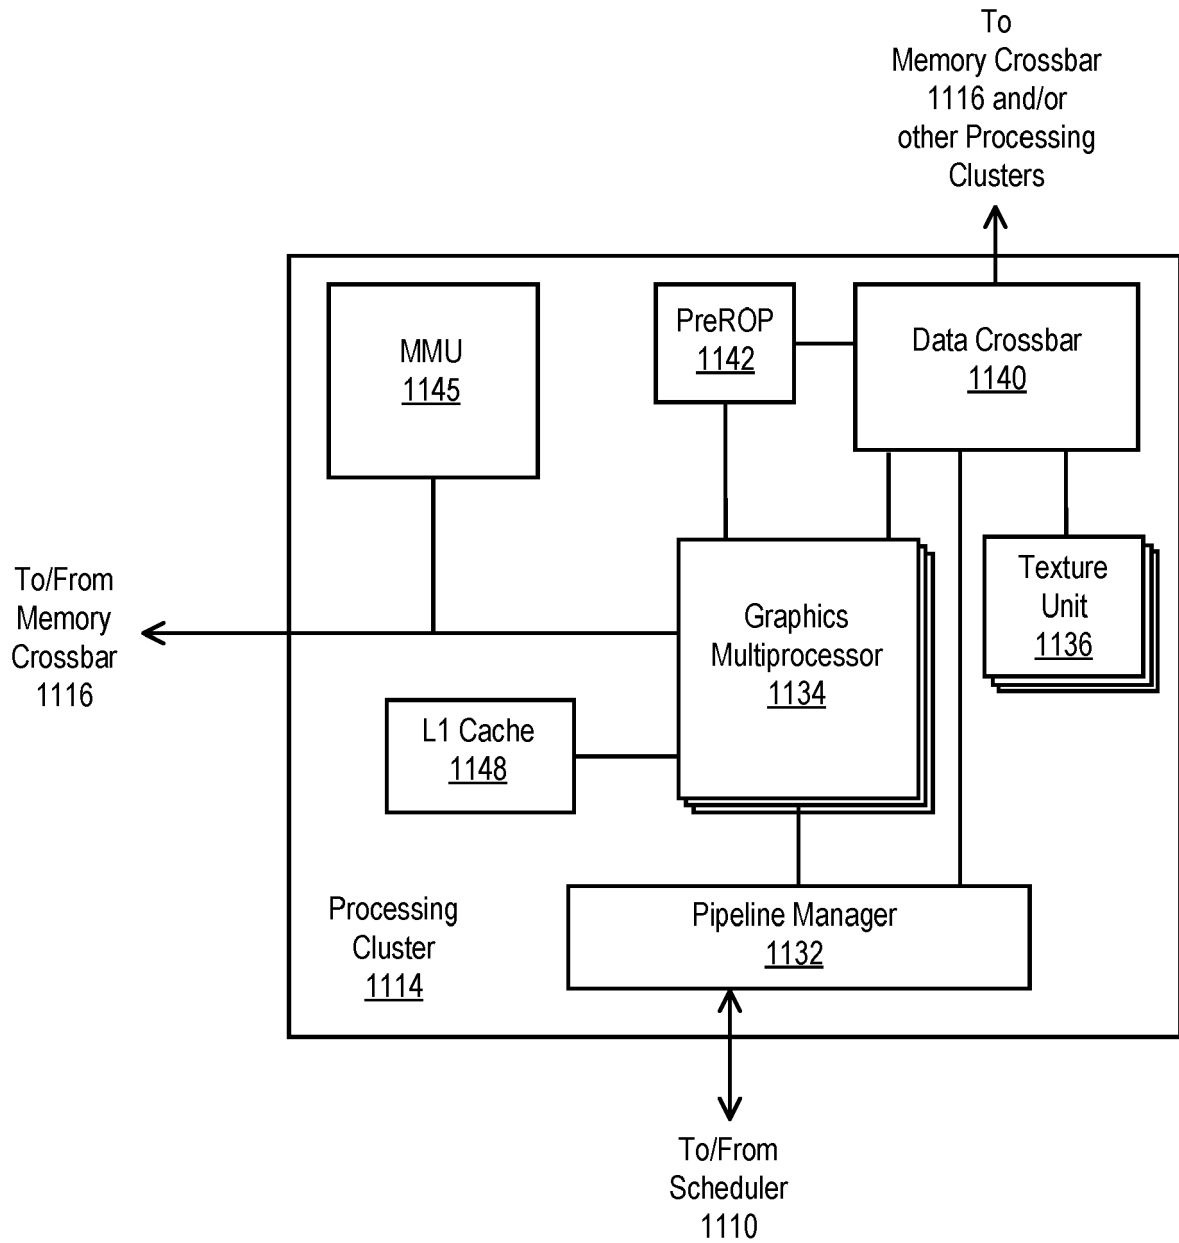 To
Memory Crossbar
1116 and/or
other Processing
Clusters
MMU
1145
PreROP
1142
Data Crossbar
1140
To/From
Memory
Crossbar
1116
Graphics
Multiprocessor
1134
Texture
Unit
1136
L1 Cache
1148
Processing
Cluster
1114
Pipeline Manager
1132
To/From
Scheduler
1110